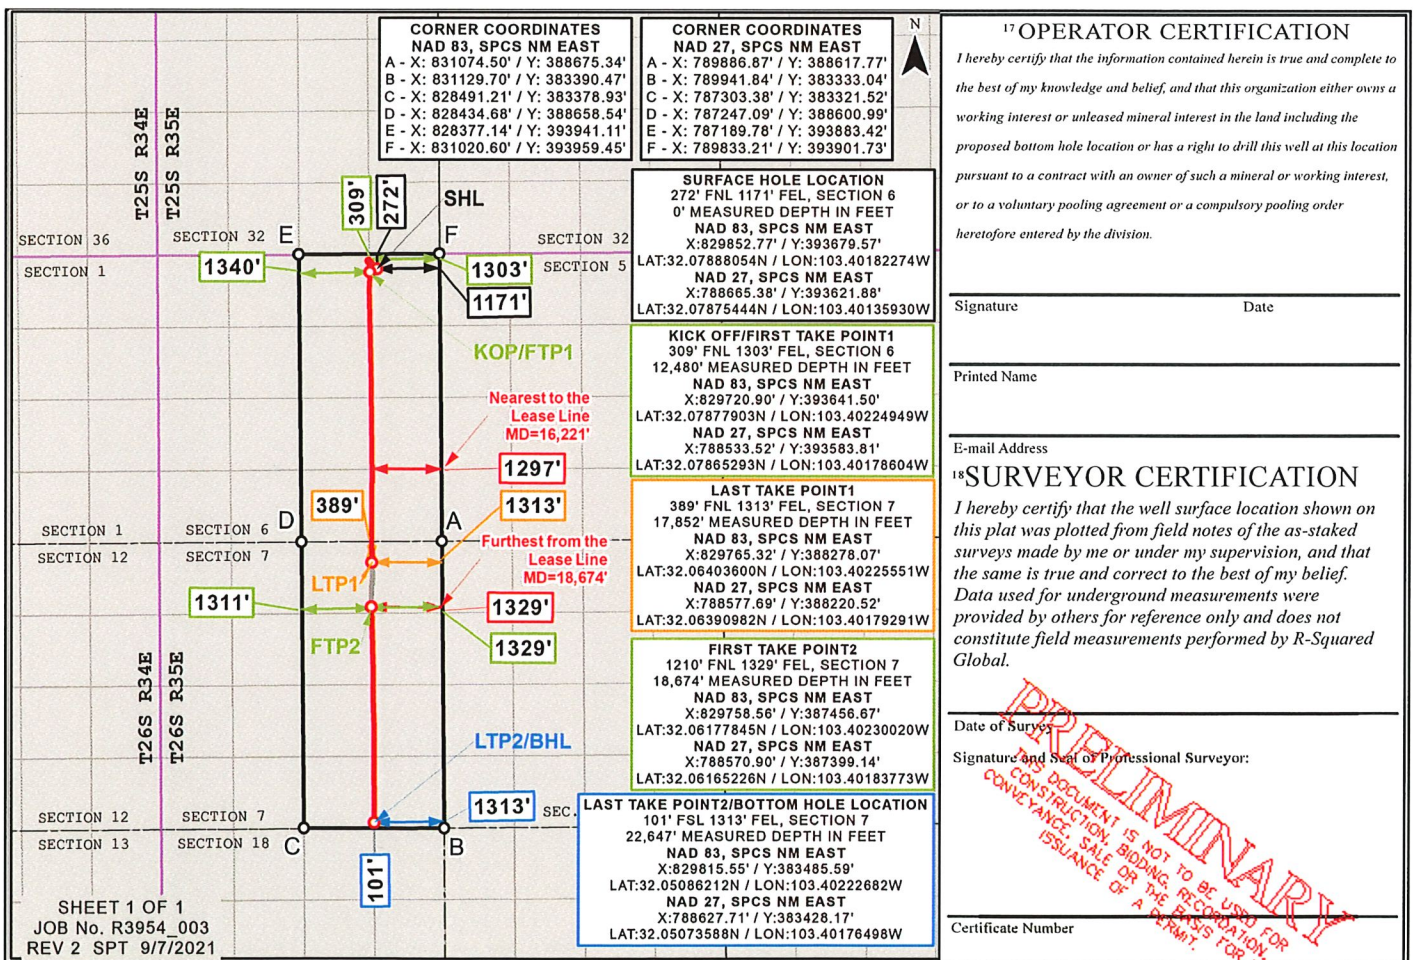 CORNER COORDINATES
NAD 83, SPCS NM EAST
A - X: 831074.50' / Y: 388675.34'
B - X: 831129.70' / Y: 383390.47'
C - X: 828491.21' / Y: 383378.93'
D - X: 828434.68' / Y: 388658.54'
E - X: 828377.14' / Y: 393941.11'
F - X: 831020.60' / Y: 393959.45'
CORNER COORDINATES
NAD 27, SPCS NM EAST
A - X: 789886.87' / Y: 388617.77'
B - X: 789941.84' / Y: 383333.04'
C - X: 787303.38' / Y: 383321.52'
D - X: 787247.09' / Y: 388600.99'
E - X: 787189.78' / Y: 393883.42'
F - X: 789833.21' / Y: 393901.73'
N
T25S R34E
T25S R35E
309'
272'
SHL
SECTION 36
SECTION 32
E
F
SECTION 32
SECTION 1
1340'
1303'
SECTION 5
1171'
KOP/FTP1
Nearest to the
Lease Line
MD=16,221'
1297'
389'
1313'
D
A
SECTION 1
SECTION 6
SECTION 12
SECTION 7
Furthest from the
Lease Line
MD=18,674'
LTP1
1311'
1329'
FTP2
1329'
T26S R34E
T26S R35E
LTP2/BHL
1313'
SEC.
SECTION 12
SECTION 7
SECTION 13
SECTION 18
C
B
101'
SHEET 1 OF 1
JOB No. R3954_003
REV 2 SPT 9/7/2021
SURFACE HOLE LOCATION
272' FNL 1171' FEL, SECTION 6
0' MEASURED DEPTH IN FEET
NAD 83, SPCS NM EAST
X:829852.77' / Y:393679.57'
LAT:32.07888054N / LON:103.40182274W
NAD 27, SPCS NM EAST
X:788665.38' / Y:393621.88'
LAT:32.07875444N / LON:103.40135930W
KICK OFF/FIRST TAKE POINT1
309' FNL 1303' FEL, SECTION 6
12,480' MEASURED DEPTH IN FEET
NAD 83, SPCS NM EAST
X:829720.90' / Y:393641.50'
LAT:32.07877903N / LON:103.40224949W
NAD 27, SPCS NM EAST
X:788533.52' / Y:393583.81'
LAT:32.07865293N / LON:103.40178604W
LAST TAKE POINT1
389' FNL 1313' FEL, SECTION 7
17,852' MEASURED DEPTH IN FEET
NAD 83, SPCS NM EAST
X:829765.32' / Y:388278.07'
LAT:32.06403600N / LON:103.40225551W
NAD 27, SPCS NM EAST
X:788577.69' / Y:388220.52'
LAT:32.06390982N / LON:103.40179291W
FIRST TAKE POINT2
1210' FNL 1329' FEL, SECTION 7
18,674' MEASURED DEPTH IN FEET
NAD 83, SPCS NM EAST
X:829758.56' / Y:387456.67'
LAT:32.06177845N / LON:103.40230020W
NAD 27, SPCS NM EAST
X:788570.90' / Y:387399.14'
LAT:32.06165226N / LON:103.40183773W
LAST TAKE POINT2/BOTTOM HOLE LOCATION
101' FSL 1313' FEL, SECTION 7
22,647' MEASURED DEPTH IN FEET
NAD 83, SPCS NM EAST
X:829815.55' / Y:383485.59'
LAT:32.05086212N / LON:103.40222682W
NAD 27, SPCS NM EAST
X:788627.71' / Y:383428.17'
LAT:32.05073588N / LON:103.40176498W
17 OPERATOR CERTIFICATION
I hereby certify that the information contained herein is true and complete to
the best of my knowledge and belief, and that this organization either owns a
working interest or unleased mineral interest in the land including the
proposed bottom hole location or has a right to drill this well at this location
pursuant to a contract with an owner of such a mineral or working interest,
or to a voluntary pooling agreement or a compulsory pooling order
heretofore entered by the division.
Signature Date
Printed Name
E-mail Address
18 SURVEYOR CERTIFICATION
I hereby certify that the well surface location shown on
this plat was plotted from field notes of the as-staked
surveys made by me or under my supervision, and that
the same is true and correct to the best of my belief.
Data used for underground measurements were
provided by others for reference only and does not
constitute field measurements performed by R-Squared
Global.
Date of Survey
Signature and Seal of Professional Surveyor:
PRELIMINARY
THIS DOCUMENT IS NOT TO BE USED FOR
CONSTRUCTION, BIDDING, RECORDATION,
CONVEYANCE, SALE OR THE BASIS FOR
ISSUANCE OF A PERMIT.
Certificate Number